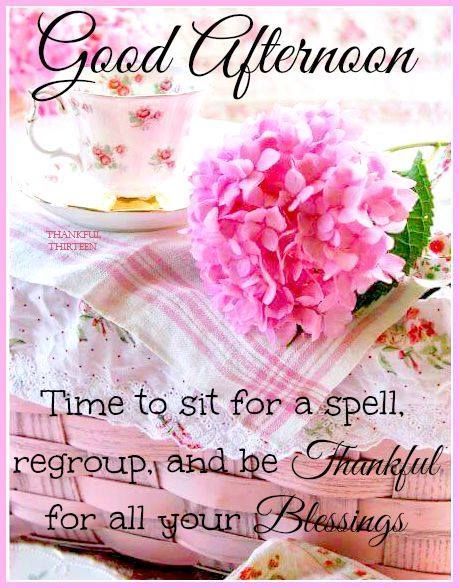 Good Afternoon
THANKFUL
THIRTEEN
Time to sit for a spell,
regroup, and be Thankful
for all your Blessings